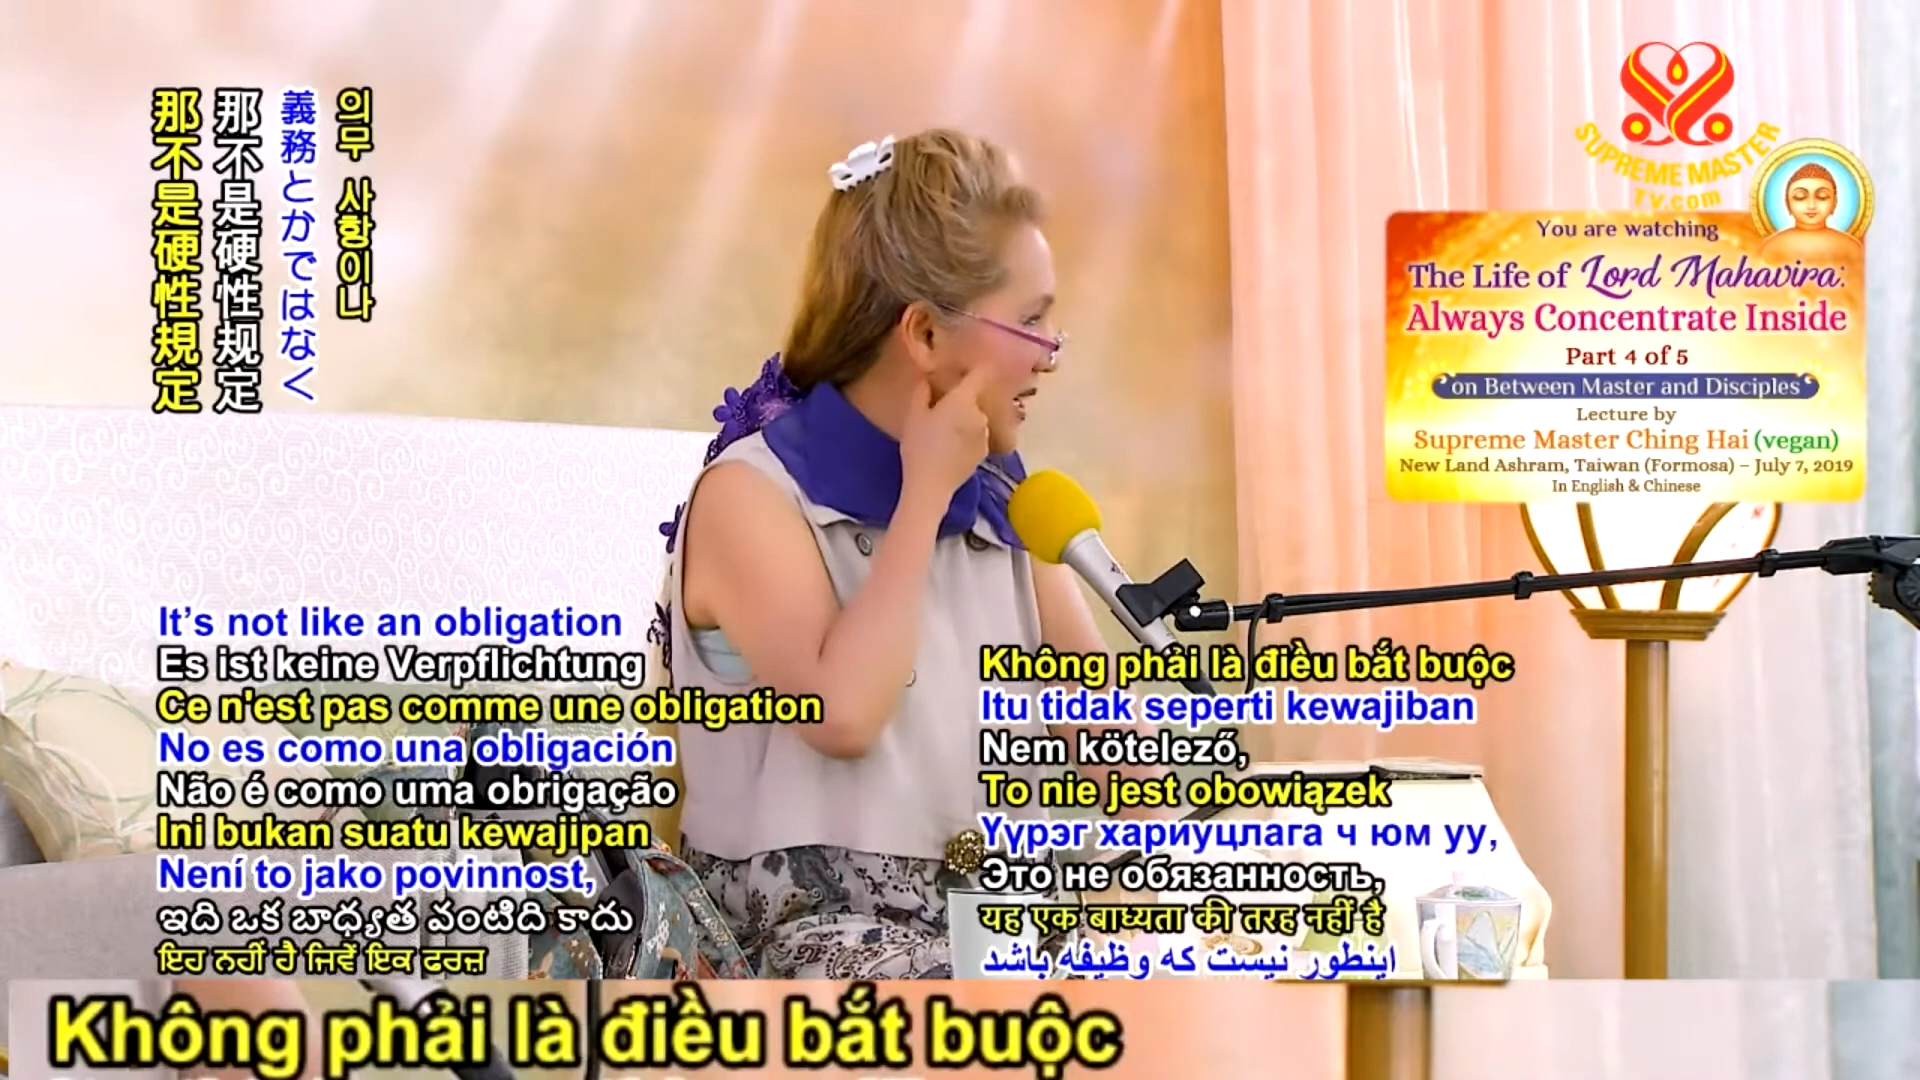 의무 사항이나
義務とかではなく
那不是硬性规定
那不是硬性規定
SUPREME MASTER
TV.com
You are watching
The Life of Lord Mahavira:
Always Concentrate Inside
Part 4 of 5
on Between Master and Disciples
Lecture by
Supreme Master Ching Hai (vegan)
New Land Ashram, Taiwan (Formosa) – July 7, 2019
In English & Chinese
It’s not like an obligation
Es ist keine Verpflichtung
Ce n'est pas comme une obligation
No es como una obligación
Não é como uma obrigação
Ini bukan suatu kewajipan
Není to jako povinnost,
ఇది ఒక బాధ్యత వంటిది కాదు
ਇਹ ਨਹੀਂ ਹੈ ਜਿਵੇਂ ਇਕ ਫਰਜ਼
Không phải là điều bắt buộc
Itu tidak seperti kewajiban
Nem kötelező,
To nie jest obowiązek
Үүрэг хариуцлага ч юм уу,
Это не обязанность,
यह एक बाध्यता की तरह नहीं है
اینطور نیست که وظیفه باشد
Không phải là điều bắt buộc